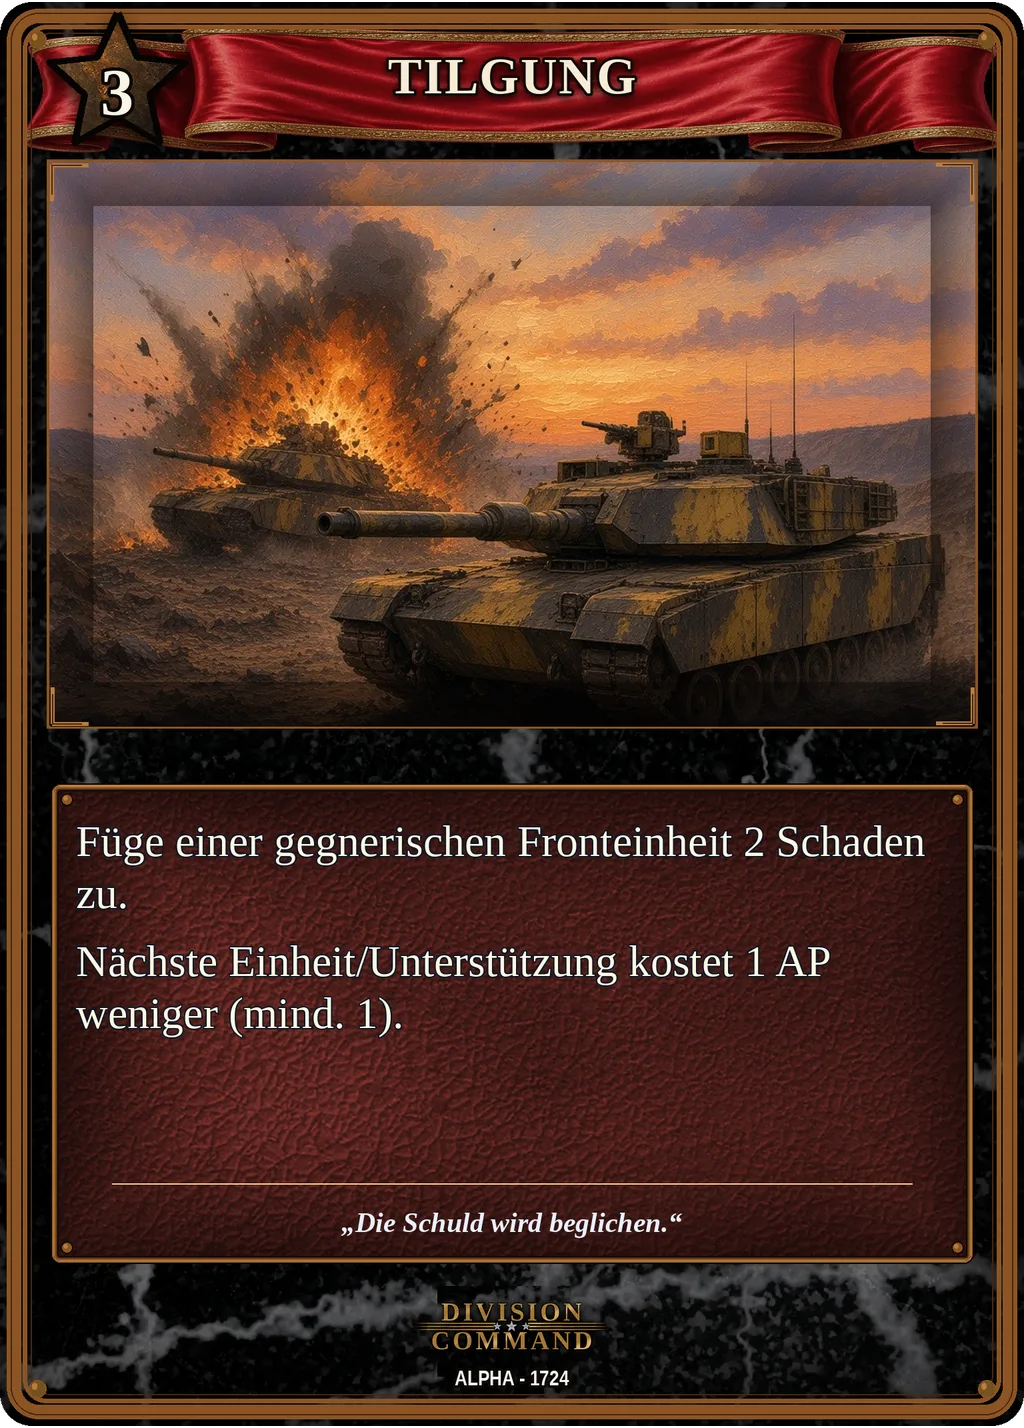 3
TILGUNG
Füge einer gegnerischen Fronteinheit 2 Schaden
zu.
Nächste Einheit/Unterstützung kostet 1 AP
weniger (mind. 1).
„Die Schuld wird beglichen.“
DIVISION
COMMAND
ALPHA - 1724